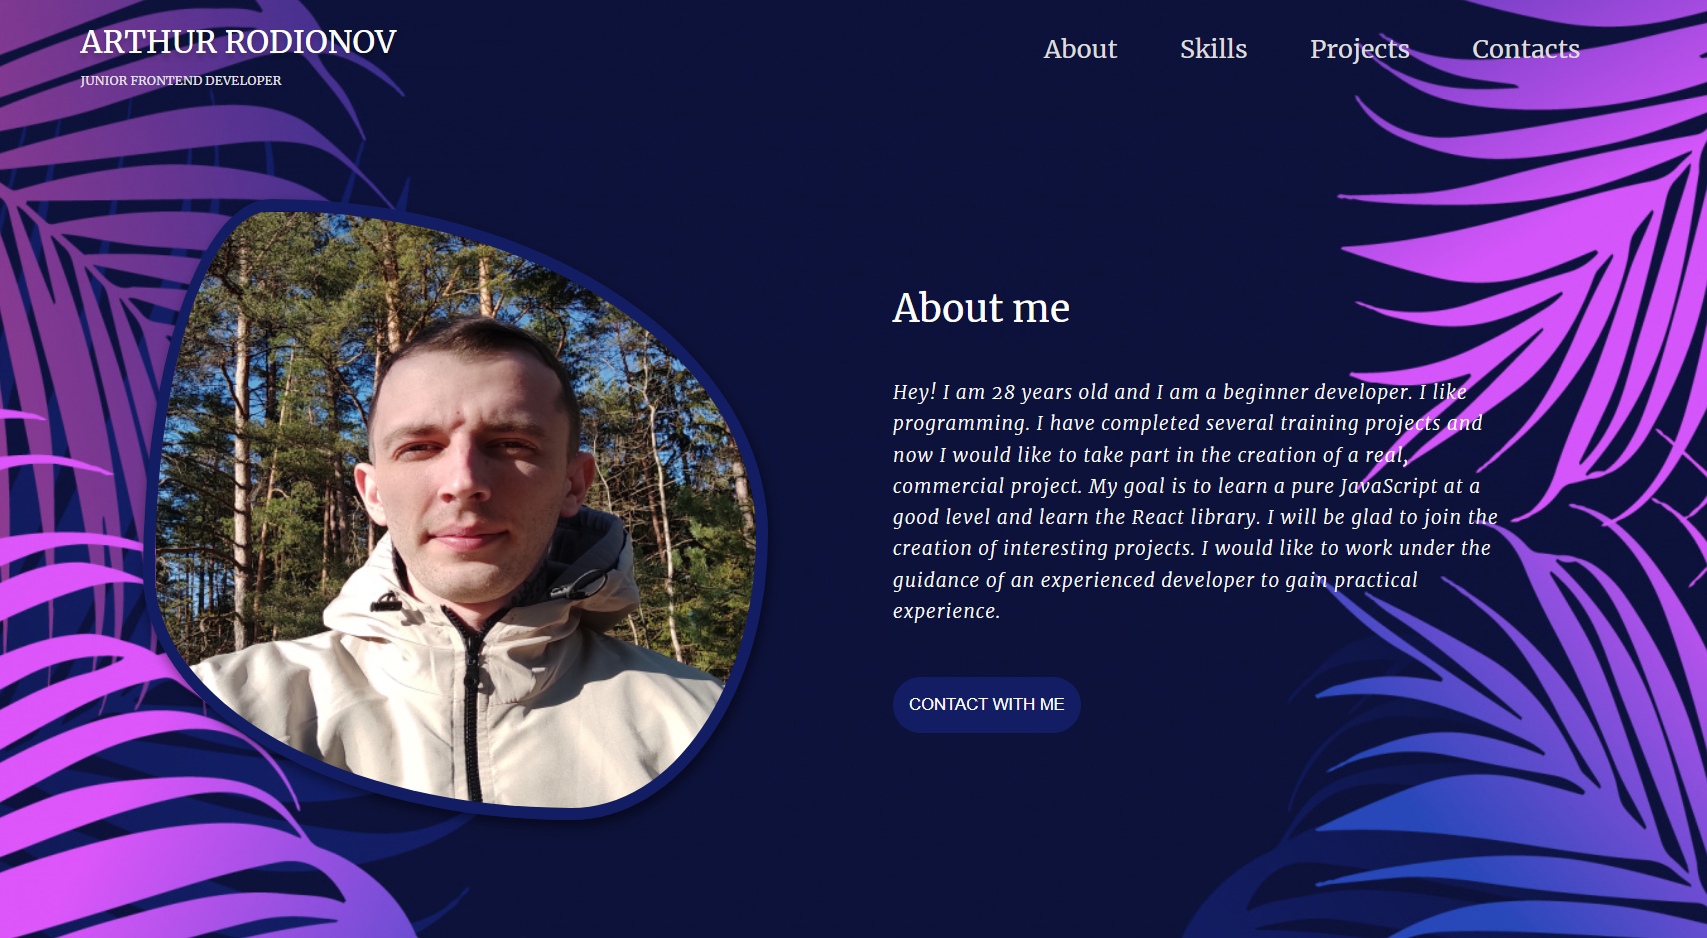 ARTHUR RODIONOV
JUNIOR FRONTEND DEVELOPER
About Skills Projects Contacts
About me
Hey! I am 28 years old and I am a beginner developer. I like
programming. I have completed several training projects and
now I would like to take part in the creation of a real,
commercial project. My goal is to learn a pure JavaScript at a
good level and learn the React library. I will be glad to join the
creation of interesting projects. I would like to work under the
guidance of an experienced developer to gain practical
experience.
CONTACT WITH ME